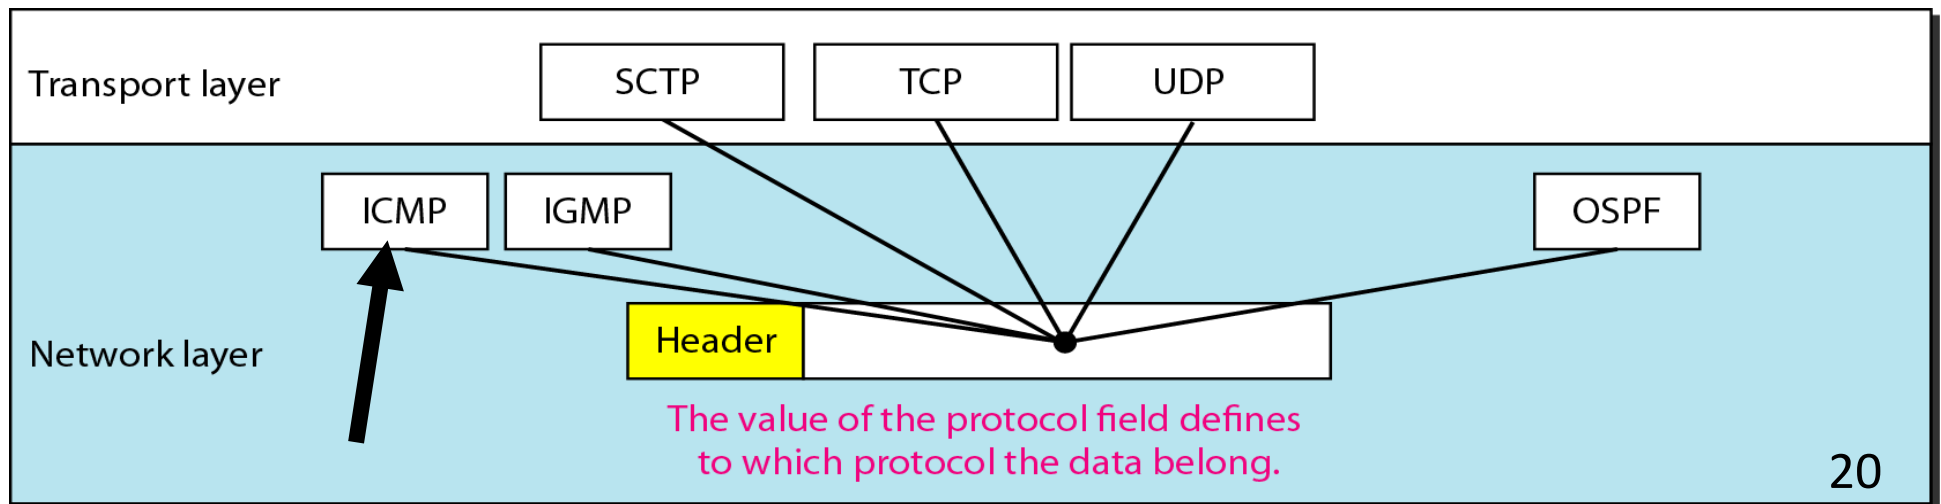 Transport layer
SCTP
TCP
UDP
ICMP
IGMP
OSPF
Network layer
Header
The value of the protocol field defines
to which protocol the data belong.
20